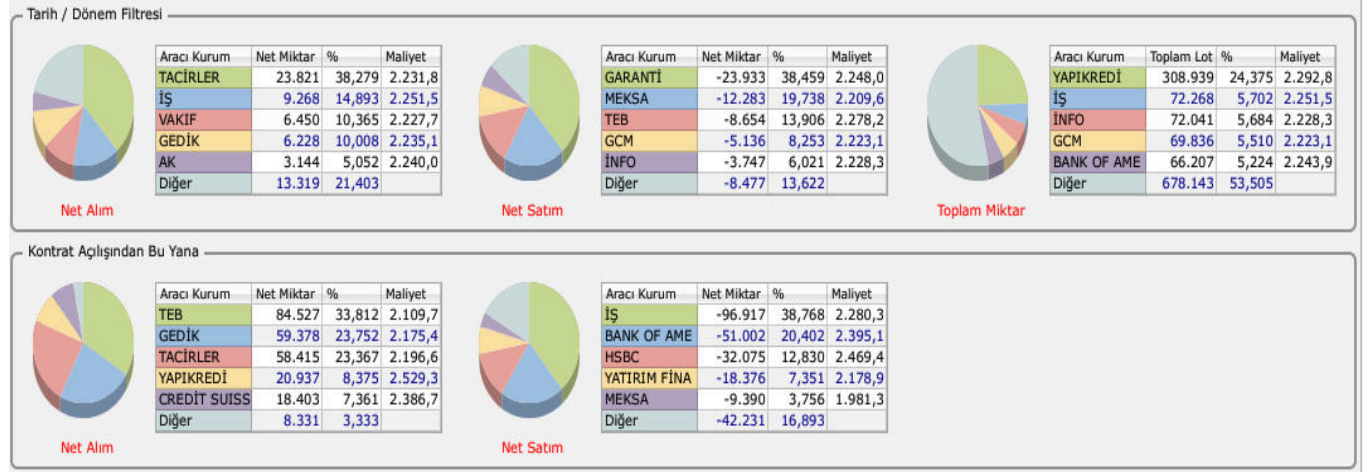 Tarih / Dönem Filtresi
Aracı Kurum Net Miktar % Maliyet
TACİRLER 23.821 38,279 2.231,8
İŞ 9.268 14,893 2.251,5
VAKIF 6.450 10,365 2.227,7
GEDİK 6.228 10,008 2.235,1
AK 3.144 5,052 2.240,0
Diğer 13.319 21,403
Net Alım
Aracı Kurum Net Miktar % Maliyet
GARANTİ -23.933 38,459 2.248,0
MEKSA -12.283 19,738 2.209,6
TEB -8.654 13,906 2.278,2
GCM -5.136 8,253 2.223,1
İNFO -3.747 6,021 2.228,3
Diğer -8.477 13,622
Net Satım
Aracı Kurum Toplam Lot % Maliyet
YAPIKREDİ 308.939 24,375 2.292,8
İŞ 72.268 5,702 2.251,5
İNFO 72.041 5,684 2.228,3
GCM 69.836 5,510 2.223,1
BANK OF AME 66.207 5,224 2.243,9
Diğer 678.143 53,505
Toplam Miktar
Kontrat Açılışından Bu Yana
Aracı Kurum Net Miktar % Maliyet
TEB 84.527 33,812 2.109,7
GEDİK 59.378 23,752 2.175,4
TACİRLER 58.415 23,367 2.196,6
YAPIKREDİ 20.937 8,375 2.529,3
CREDİT SUISS 18.403 7,361 2.386,7
Diğer 8.331 3,333
Net Alım
Aracı Kurum Net Miktar % Maliyet
İŞ -96.917 38,768 2.280,3
BANK OF AME -51.002 20,402 2.395,1
HSBC -32.075 12,830 2.469,4
YATIRIM FİNA -18.376 7,351 2.178,9
MEKSA -9.390 3,756 1.981,3
Diğer -42.231 16,893
Net Satım